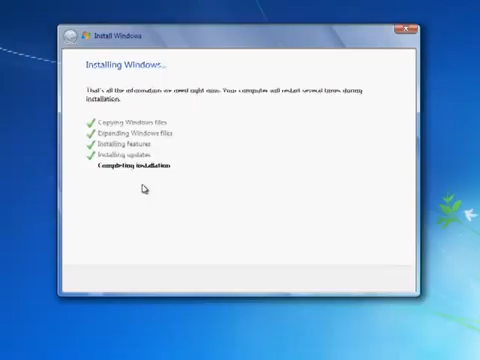 Install Windows
Installing Windows...
That's all the information we need right now. Your computer will restart several times during
installation.
Copying Windows files
Expanding Windows files
Installing features
Installing updates
Completing installation